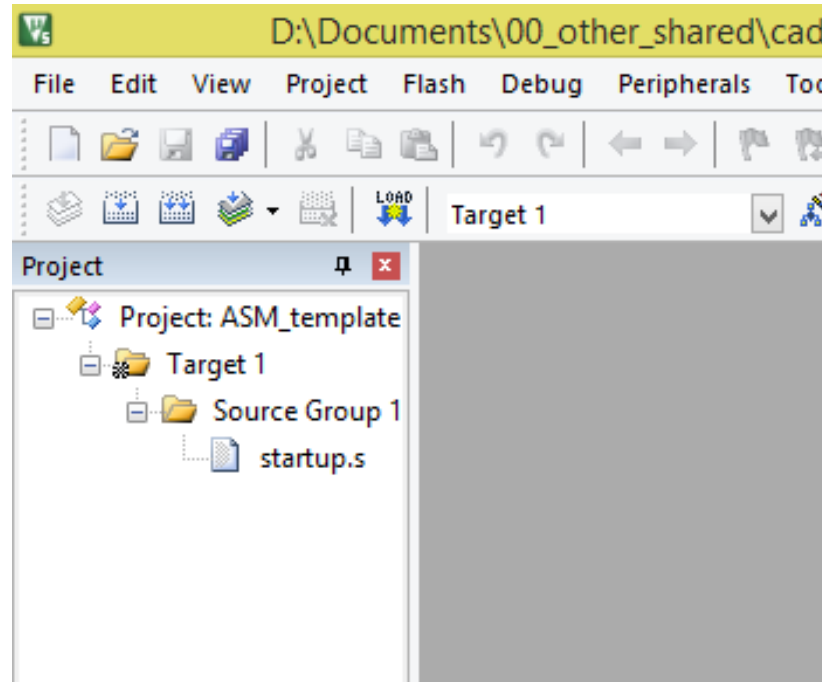 D:\Documents\00_other_shared\cad
File Edit View Project Flash Debug Peripherals Too
LOAD Target 1
Project
Project: ASM_template
Target 1
Source Group 1
startup.s